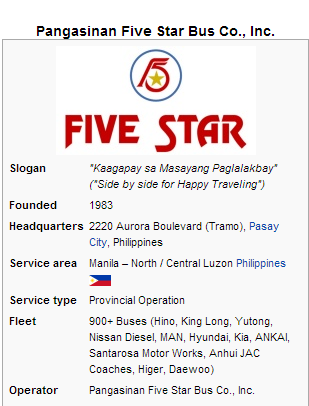 Pangasinan Five Star Bus Co., Inc.
5
FIVE STAR
Slogan "Kaagapay sa Masayang Paglalakbay"
("Side by side for Happy Traveling")
Founded 1983
Headquarters 2220 Aurora Boulevard (Tramo), Pasay
City, Philippines
Service area Manila – North / Central Luzon Philippines
Service type Provincial Operation
Fleet 900+ Buses (Hino, King Long, Yutong,
Nissan Diesel, MAN, Hyundai, Kia, ANKAI,
Santarosa Motor Works, Anhui JAC
Coaches, Higer, Daewoo)
Operator Pangasinan Five Star Bus Co., Inc.